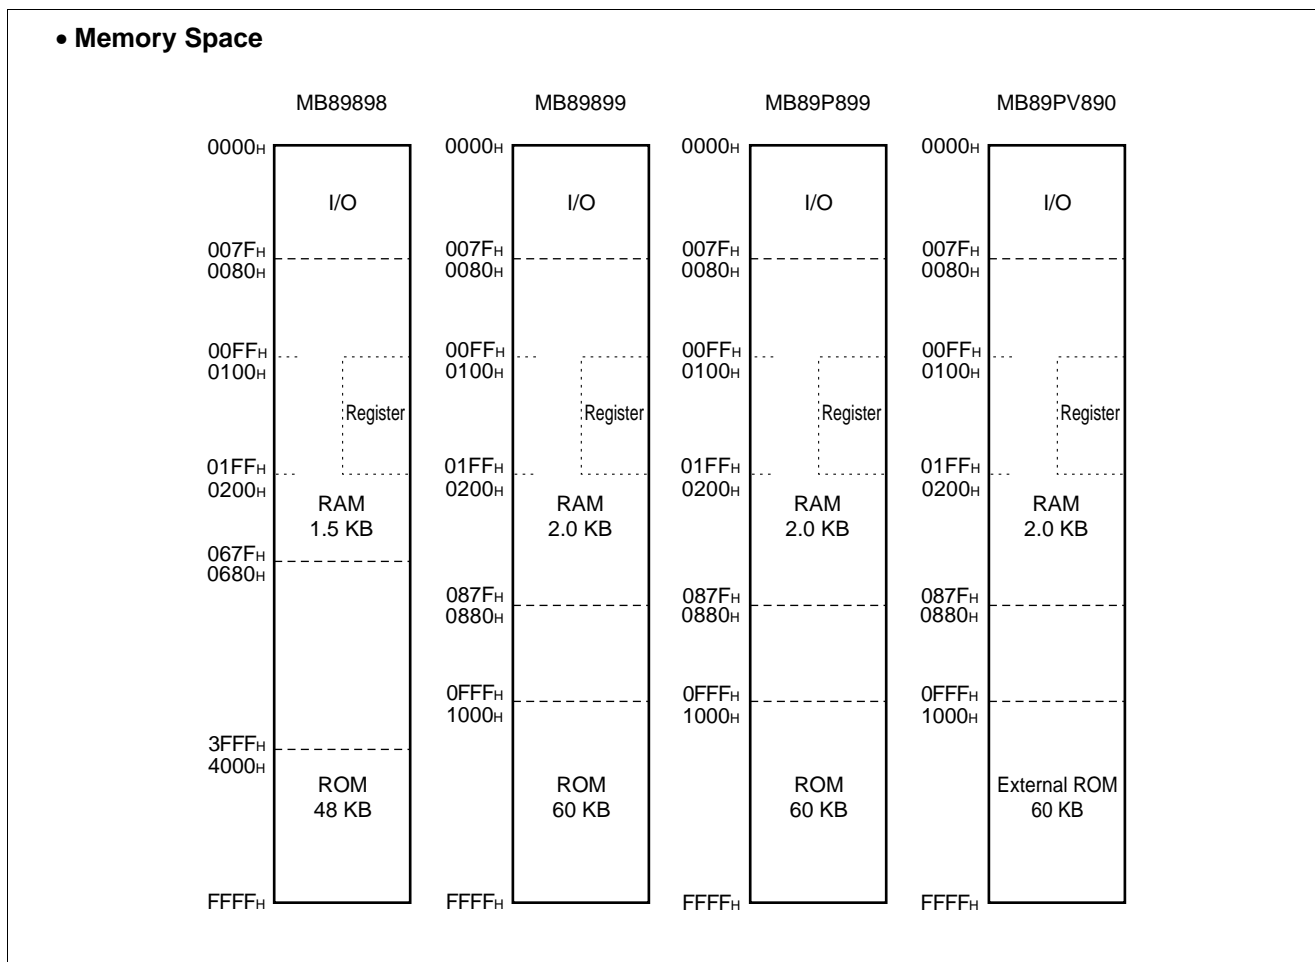 • Memory Space
MB89898 MB89899 MB89P899 MB89PV890
0000H 0000H 0000H 0000H
I/O I/O I/O I/O
007FH 007FH 007FH 007FH
0080H 0080H 0080H 0080H
00FFH 00FFH 00FFH 00FFH
0100H 0100H 0100H 0100H
Register Register Register Register
01FFH 01FFH 01FFH 01FFH
0200H 0200H 0200H 0200H
RAM RAM RAM RAM
1.5 KB 2.0 KB 2.0 KB 2.0 KB
067FH
0680H
087FH 087FH 087FH
0880H 0880H 0880H
0FFFH 0FFFH 0FFFH
1000H 1000H 1000H
3FFFH
4000H
ROM ROM ROM External ROM
48 KB 60 KB 60 KB 60 KB
FFFFH FFFFH FFFFH FFFFH